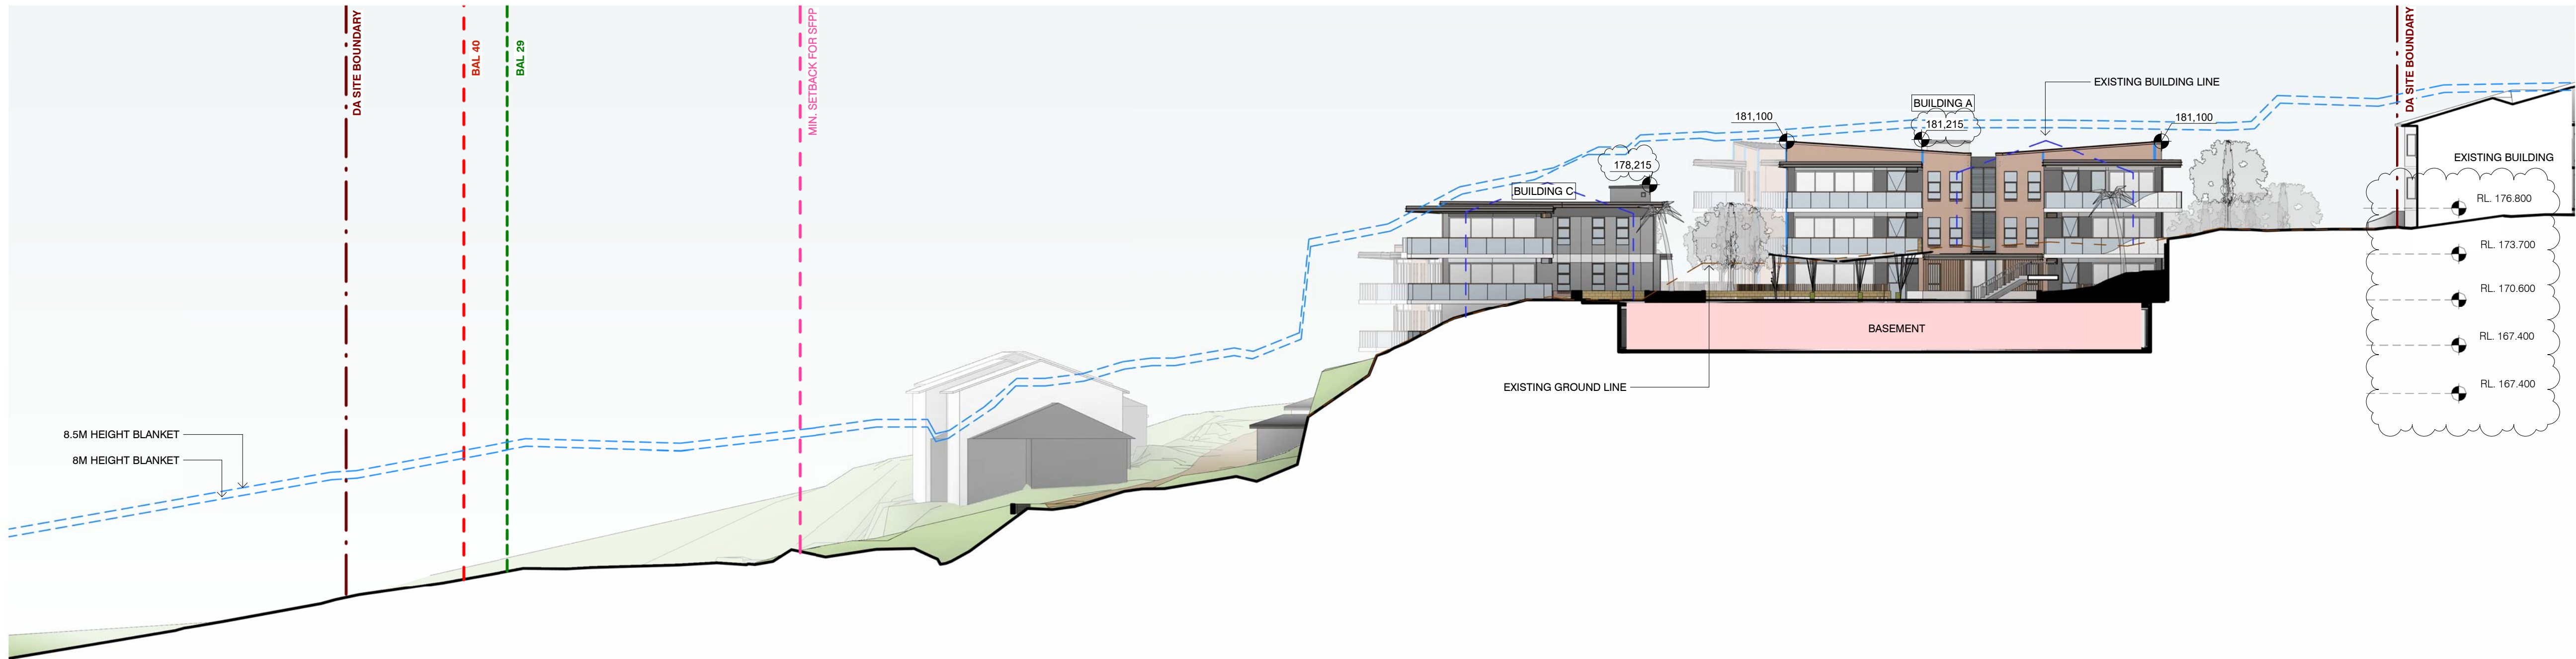 DA SITE BOUNDARY
BAL 40
BAL 29
MIN. SETBACK FOR SFPP
DA SITE BOUNDARY
EXISTING BUILDING LINE
BUILDING A
181,100
181,215
181,100
178,215
EXISTING BUILDING
BUILDING C
RL. 176.800
RL. 173.700
RL. 170.600
BASEMENT
RL. 167.400
EXISTING GROUND LINE
RL. 167.400
8.5M HEIGHT BLANKET
8M HEIGHT BLANKET